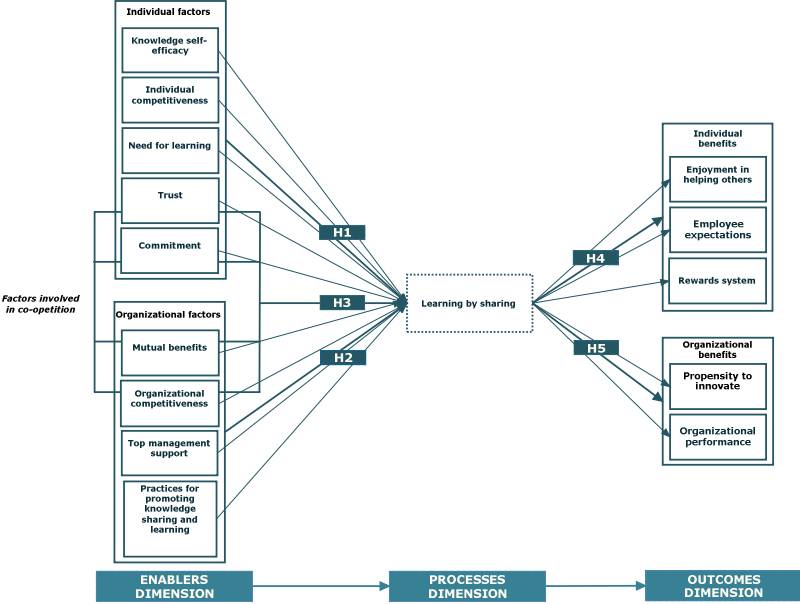 Individual factors
Knowledge self-
efficacy
Individual
competitiveness
Need for learning
Trust
Commitment
Factors involved
in co-opetition
Organizational factors
Mutual benefits
Organizational
competitiveness
Top management
support
Practices for
promoting
knowledge
sharing and
learning
H1
H3
H2
Learning by sharing
H4
H5
Individual
benefits
Enjoyment in
helping others
Employee
expectations
Rewards system
Organizational
benefits
Propensity to
innovate
Organizational
performance
ENABLERS
DIMENSION
PROCESSES
DIMENSION
OUTCOMES
DIMENSION